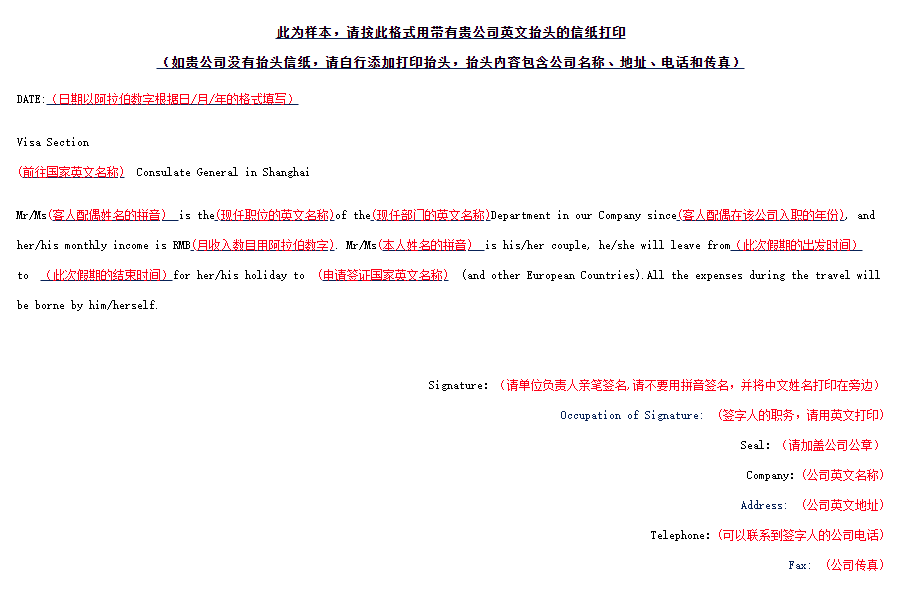 此为样本，请按此格式用带有贵公司英文抬头的信纸打印
（如贵公司没有抬头信纸，请自行添加打印抬头，抬头内容包含公司名称、地址、电话和传真）
DATE:（日期以阿拉伯数字根据日/月/年的格式填写）
Visa Section
(前往国家英文名称) Consulate General in Shanghai
Mr/Ms(客人配偶姓名的拼音) is the(现任职位的英文名称)of the(现任部门的英文名称)Department in our Company since(客人配偶在该公司入职的年份), and
her/his monthly income is RMB(月收入数目用阿拉伯数字). Mr/Ms(本人姓名的拼音) is his/her couple, he/she will leave from（此次假期的出发时间）
to （此次假期的结束时间）for her/his holiday to （申请签证国家英文名称) (and other European Countries).All the expenses during the travel will
be borne by him/herself.
Signature: （请单位负责人亲笔签名,请不要用拼音签名，并将中文姓名打印在旁边）
Occupation of Signature: （签字人的职务，请用英文打印)
Seal: （请加盖公司公章）
Company: (公司英文名称)
Address: （公司英文地址)
Telephone: (可以联系到签字人的公司电话)
Fax: （公司传真)